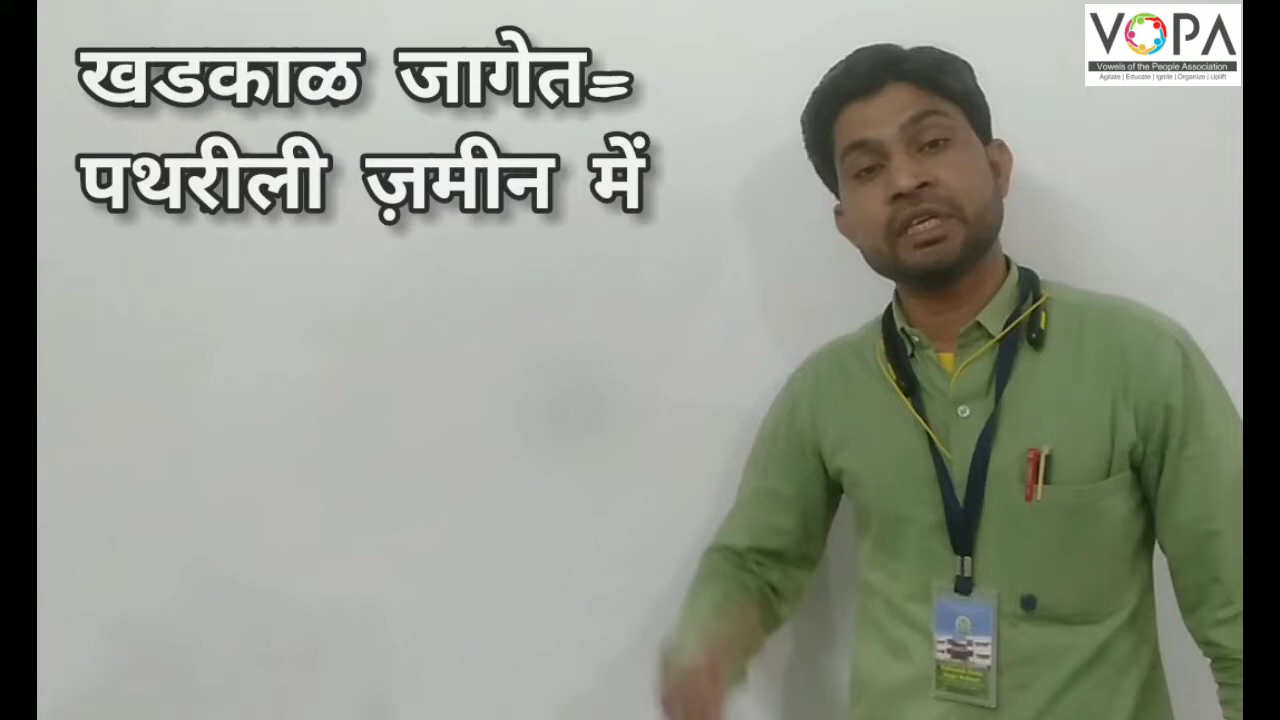 खडकाळ जागेत=
पथरीली ज़मीन में
VOPA
Vowels of the People Association
Agitate | Educate | Ignite | Organize | Uplift